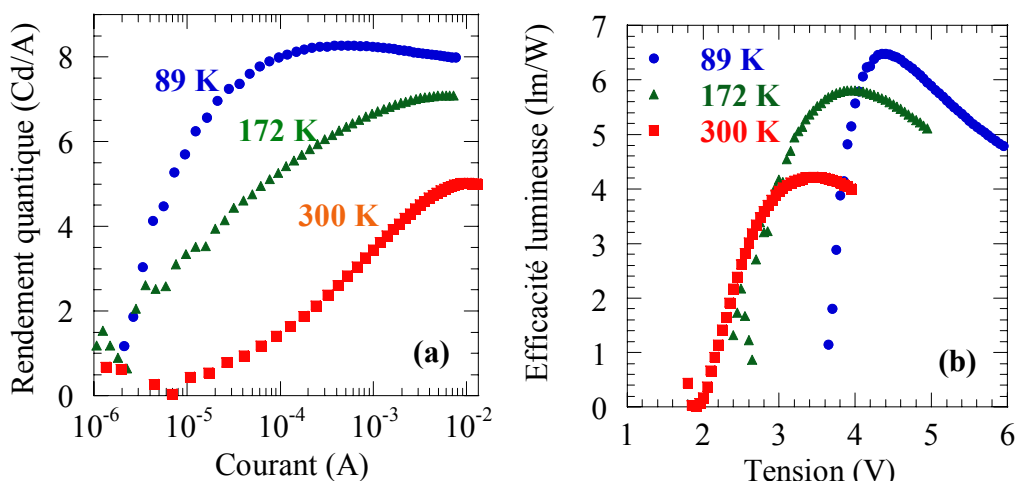 Rendement quantique (Cd/A)
8
6
4
2
0
89 K
172 K
300 K
(a)
10⁻⁶ 10⁻⁵ 10⁻⁴ 10⁻³ 10⁻²
Courant (A)
Efficacité lumineuse (lm/W)
7
6
5
4
3
2
1
0
89 K
172 K
300 K
(b)
1 2 3 4 5 6
Tension (V)